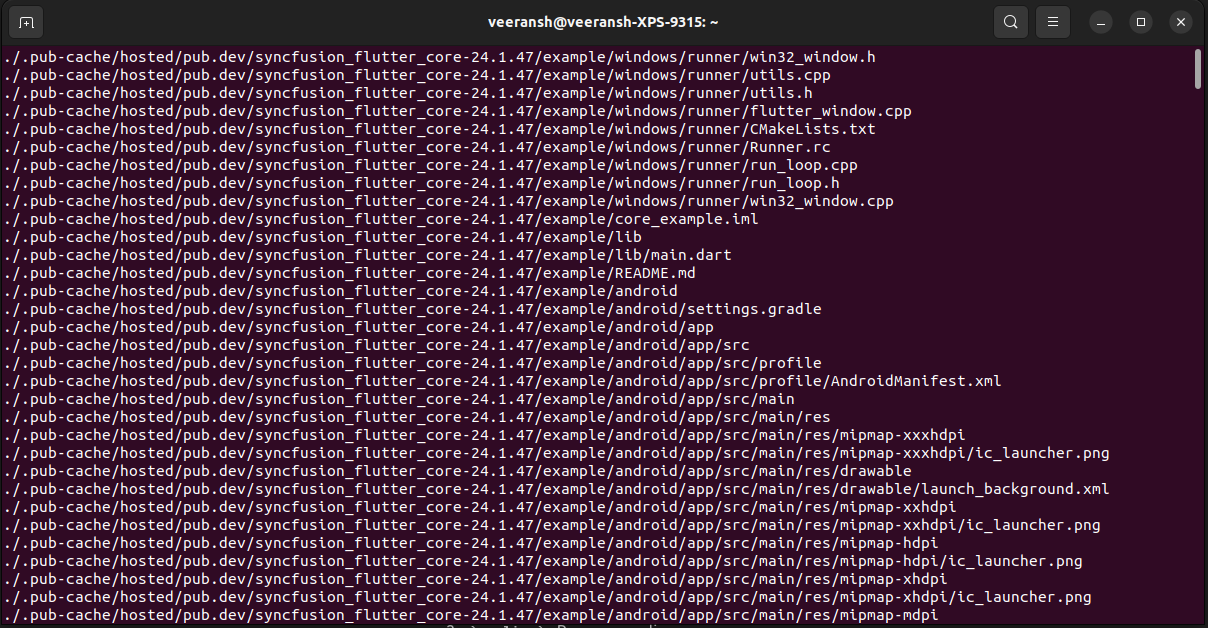 veeransh@veeransh-XPS-9315: ~
./.pub-cache/hosted/pub.dev/syncfusion_flutter_core-24.1.47/example/windows/runner/win32_window.h
./.pub-cache/hosted/pub.dev/syncfusion_flutter_core-24.1.47/example/windows/runner/utils.cpp
./.pub-cache/hosted/pub.dev/syncfusion_flutter_core-24.1.47/example/windows/runner/utils.h
./.pub-cache/hosted/pub.dev/syncfusion_flutter_core-24.1.47/example/windows/runner/flutter_window.cpp
./.pub-cache/hosted/pub.dev/syncfusion_flutter_core-24.1.47/example/windows/runner/CMakeLists.txt
./.pub-cache/hosted/pub.dev/syncfusion_flutter_core-24.1.47/example/windows/runner/Runner.rc
./.pub-cache/hosted/pub.dev/syncfusion_flutter_core-24.1.47/example/windows/runner/run_loop.cpp
./.pub-cache/hosted/pub.dev/syncfusion_flutter_core-24.1.47/example/windows/runner/run_loop.h
./.pub-cache/hosted/pub.dev/syncfusion_flutter_core-24.1.47/example/windows/runner/win32_window.cpp
./.pub-cache/hosted/pub.dev/syncfusion_flutter_core-24.1.47/example/core_example.iml
./.pub-cache/hosted/pub.dev/syncfusion_flutter_core-24.1.47/example/lib
./.pub-cache/hosted/pub.dev/syncfusion_flutter_core-24.1.47/example/lib/main.dart
./.pub-cache/hosted/pub.dev/syncfusion_flutter_core-24.1.47/example/README.md
./.pub-cache/hosted/pub.dev/syncfusion_flutter_core-24.1.47/example/android
./.pub-cache/hosted/pub.dev/syncfusion_flutter_core-24.1.47/example/android/settings.gradle
./.pub-cache/hosted/pub.dev/syncfusion_flutter_core-24.1.47/example/android/app
./.pub-cache/hosted/pub.dev/syncfusion_flutter_core-24.1.47/example/android/app/src
./.pub-cache/hosted/pub.dev/syncfusion_flutter_core-24.1.47/example/android/app/src/profile
./.pub-cache/hosted/pub.dev/syncfusion_flutter_core-24.1.47/example/android/app/src/profile/AndroidManifest.xml
./.pub-cache/hosted/pub.dev/syncfusion_flutter_core-24.1.47/example/android/app/src/main
./.pub-cache/hosted/pub.dev/syncfusion_flutter_core-24.1.47/example/android/app/src/main/res
./.pub-cache/hosted/pub.dev/syncfusion_flutter_core-24.1.47/example/android/app/src/main/res/mipmap-xxxhdpi
./.pub-cache/hosted/pub.dev/syncfusion_flutter_core-24.1.47/example/android/app/src/main/res/mipmap-xxxhdpi/ic_launcher.png
./.pub-cache/hosted/pub.dev/syncfusion_flutter_core-24.1.47/example/android/app/src/main/res/drawable
./.pub-cache/hosted/pub.dev/syncfusion_flutter_core-24.1.47/example/android/app/src/main/res/drawable/launch_background.xml
./.pub-cache/hosted/pub.dev/syncfusion_flutter_core-24.1.47/example/android/app/src/main/res/mipmap-xxhdpi
./.pub-cache/hosted/pub.dev/syncfusion_flutter_core-24.1.47/example/android/app/src/main/res/mipmap-xxhdpi/ic_launcher.png
./.pub-cache/hosted/pub.dev/syncfusion_flutter_core-24.1.47/example/android/app/src/main/res/mipmap-hdpi
./.pub-cache/hosted/pub.dev/syncfusion_flutter_core-24.1.47/example/android/app/src/main/res/mipmap-hdpi/ic_launcher.png
./.pub-cache/hosted/pub.dev/syncfusion_flutter_core-24.1.47/example/android/app/src/main/res/mipmap-xhdpi
./.pub-cache/hosted/pub.dev/syncfusion_flutter_core-24.1.47/example/android/app/src/main/res/mipmap-xhdpi/ic_launcher.png
./.pub-cache/hosted/pub.dev/syncfusion_flutter_core-24.1.47/example/android/app/src/main/res/mipmap-mdpi